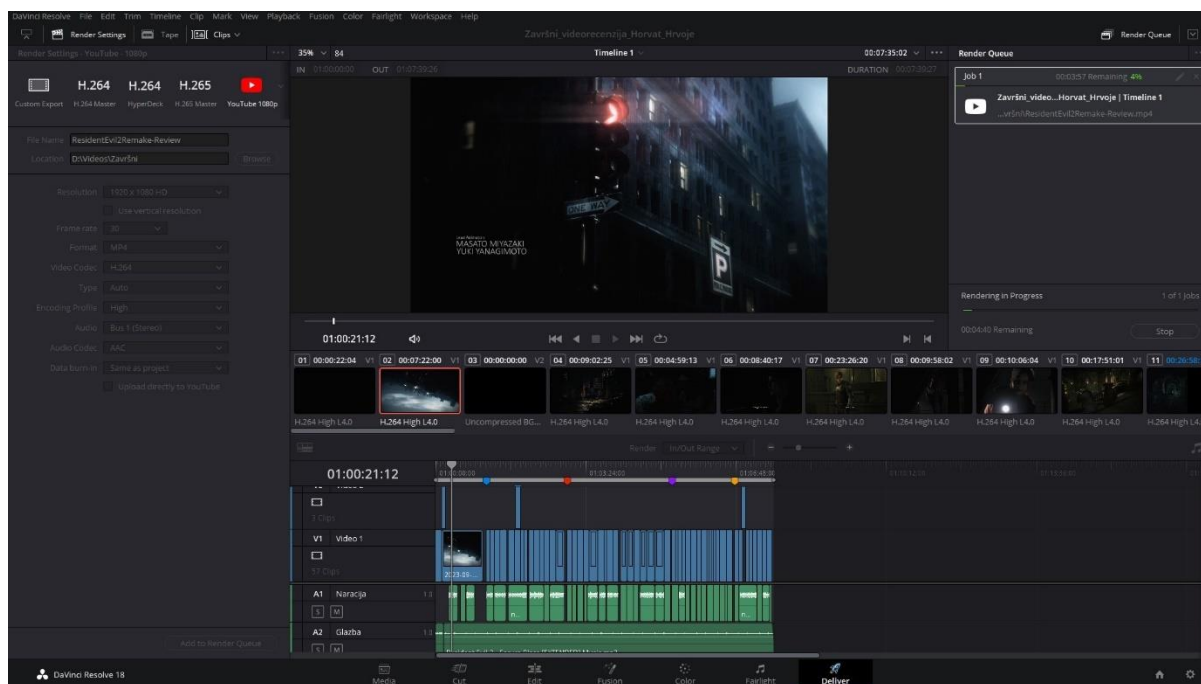 DaVinci Resolve File Edit Trim Timeline Clip Mark View Playback Fusion Color Fairlight Workspace Help
Render Settings Tape Clips Završni_videorecenzija_Horvat_Hrvoje Render Queue
Render Settings - YouTube - 1080p
35% 84 Timeline 1 00:07:35:02
Render Queue
IN 01:00:00:00 OUT 01:07:39:26 DURATION 00:07:39:27
H.264 H.264 H.265
Custom Export H.264 Master HyperDeck H.265 Master YouTube 1080p
File Name ResidentEvil2Remake-Review
Location D:\Videos\Završni Browse
Resolution 1920 x 1080 HD
Use vertical resolution
Frame rate 30
Format MP4
Video Codec H.264
Type Auto
Encoding Profile High
Audio Bus 1 (Stereo)
Audio Codec AAC
Data burn-in Same as project
Upload directly to YouTube
Add to Render Queue
ONE WAY
P
MASATO MIYAZAKI
YUKI YANAGIMOTO
Job 1 00:03:57 Remaining 4%
Završni_video...Horvat_Hrvoje | Timeline 1
...vršni\ResidentEvil2Remake-Review.mp4
Rendering in Progress 1 of 1 Jobs
00:04:40 Remaining Stop
01:00:21:12
01 00:00:22:04 V1 02 00:07:22:00 V1 03 00:00:00:00 V2 04 00:09:02:25 V1 05 00:04:59:13 V1 06 00:08:40:17 V1 07 00:23:26:20 V1 08 00:09:58:02 V1 09 00:10:06:04 V1 10 00:17:51:01 V1 11 00:26:58:
H.264 High L4.0 H.264 High L4.0 Uncompressed BG... H.264 High L4.0 H.264 High L4.0 H.264 High L4.0 H.264 High L4.0 H.264 High L4.0 H.264 High L4.0 H.264 High L4.0 H.264 High L4
Render In/Out Range
01:00:21:12 01:03:24:00
3 Clips
V1 Video 1
57 Clips
2023-09-...
A1 Naracija
S M
n... n...
A2 Glazba
S M
DaVinci Resolve 18
Media Cut Edit Fusion Color Fairlight Deliver